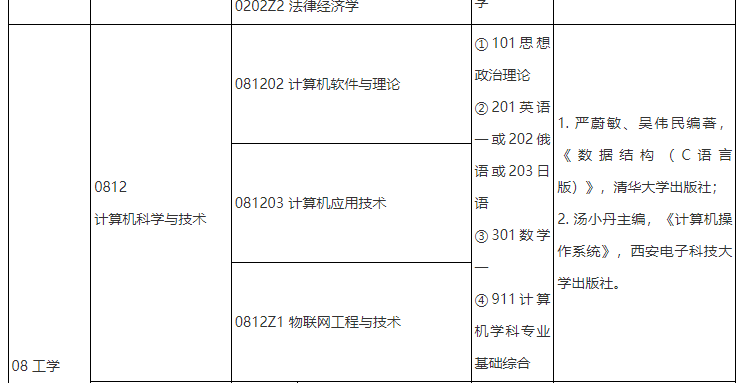 0202Z2 法律经济学
学
08 工学
0812
计算机科学与技术
081202 计算机软件与理论
081203 计算机应用技术
0812Z1 物联网工程与技术
① 101 思想
政治理论
② 201 英语
一或 202 俄
语或 203 日
语
③ 301 数学
一
④ 911 计算
机学科专业
基础综合
1. 严蔚敏、吴伟民编著，
《数据结构（C 语言
版）》，清华大学出版社；
2. 汤小丹主编，《计算机操
作系统》，西安电子科技大
学出版社。